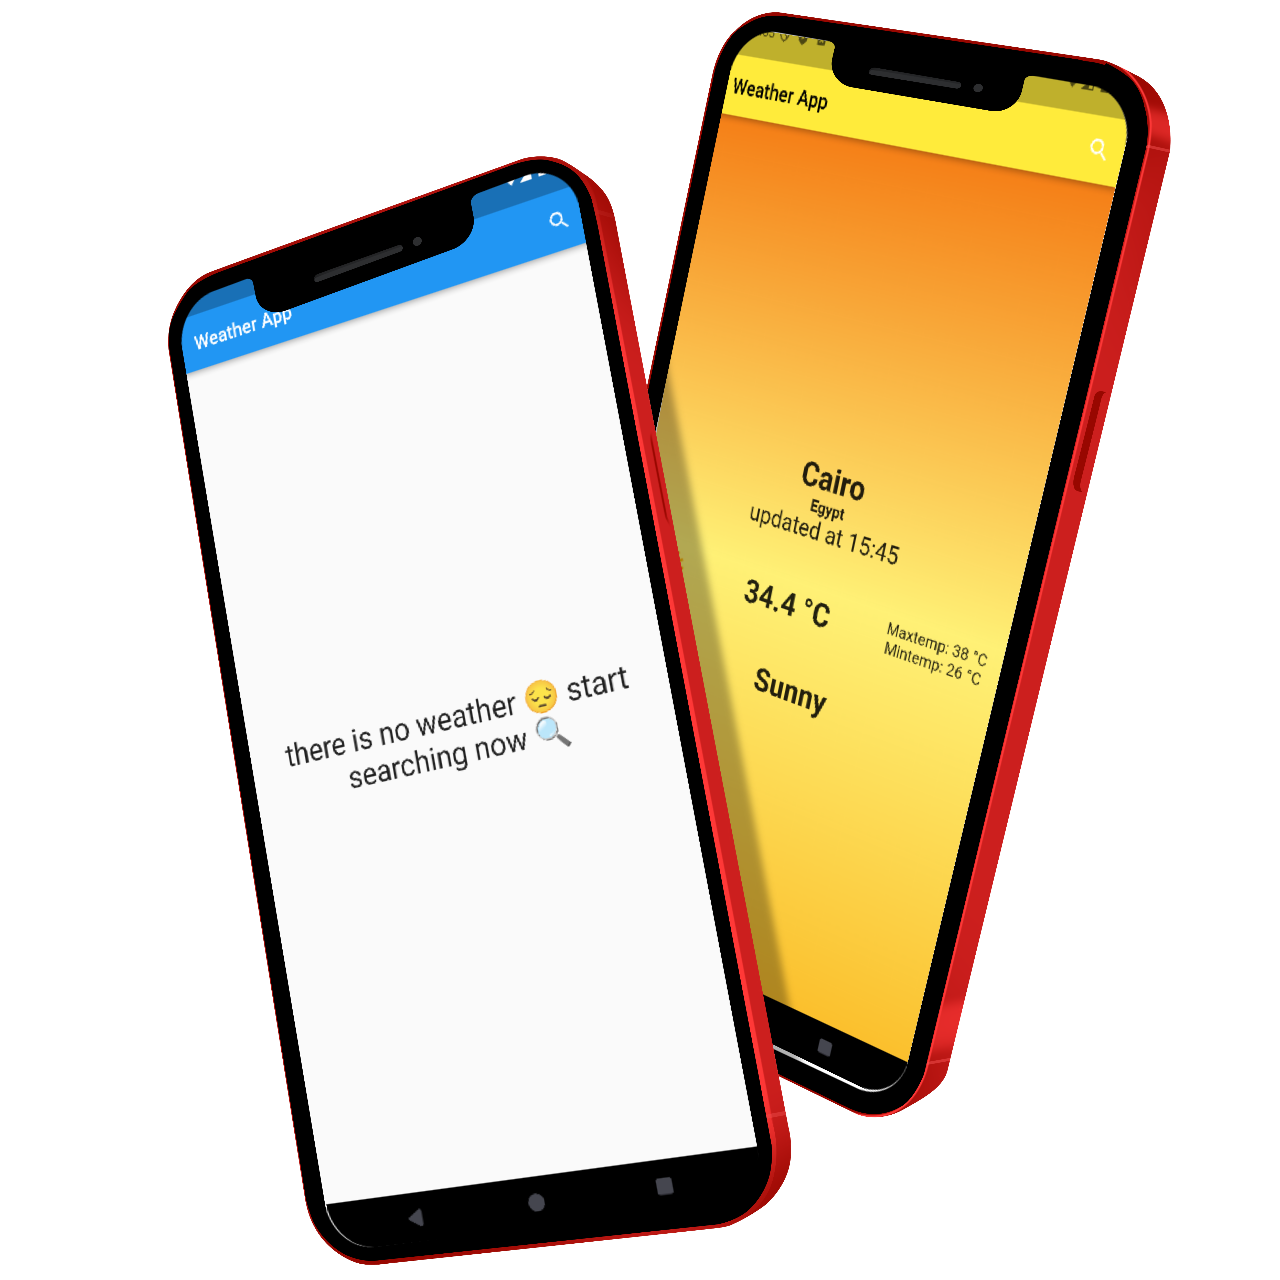 Weather App
there is no weather 😔 start
searching now 🔍
Weather App
Cairo
Egypt
updated at 15:45
34.4 °C
Maxtemp: 38 °C
Mintemp: 26 °C
Sunny